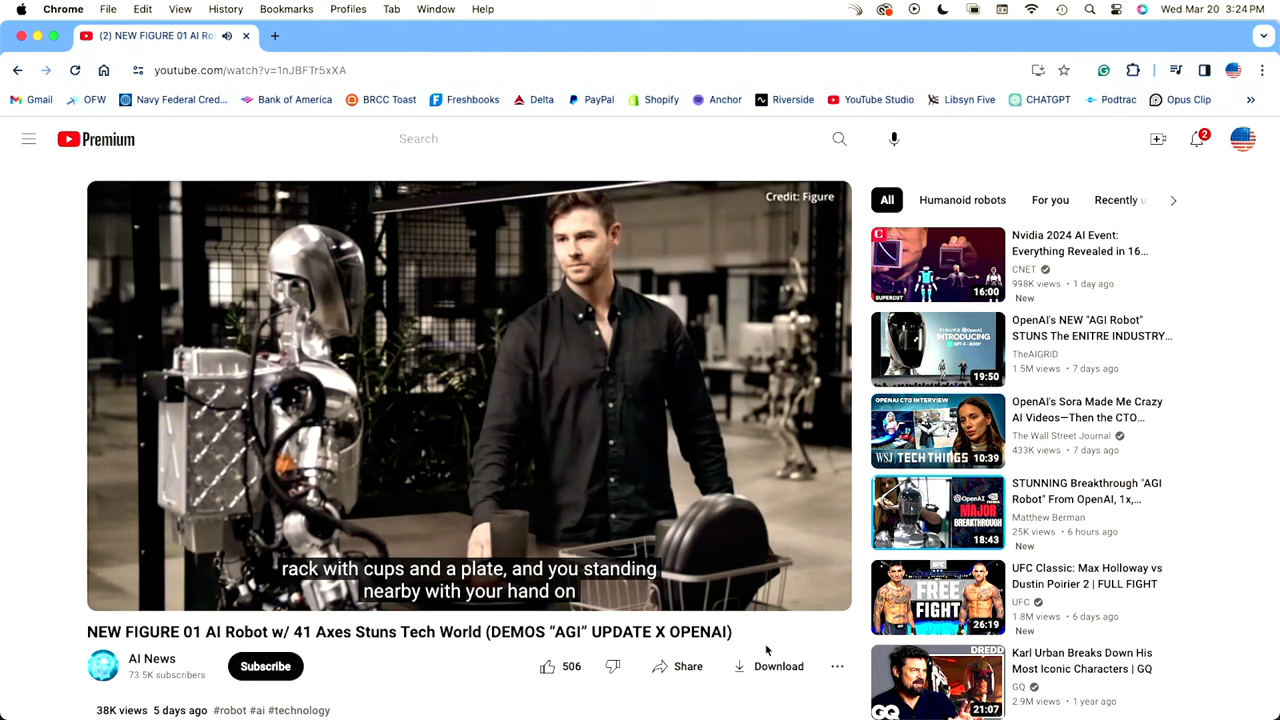 Chrome File Edit View History Bookmarks Profiles Tab Window Help Wed Mar 20 3:24 PM
(2) NEW FIGURE 01 AI Ro
youtube.com/watch?v=1nJBFTr5xXA
Gmail OFW Navy Federal Cred... Bank of America BRCC Toast Freshbooks Delta PayPal Shopify Anchor Riverside YouTube Studio Libsyn Five CHATGPT Podtrac Opus Clip
Premium
Search
2
Credit: Figure
rack with cups and a plate, and you standing
nearby with your hand on
NEW FIGURE 01 AI Robot w/ 41 Axes Stuns Tech World (DEMOS “AGI” UPDATE X OPENAI)
AI News
73.5K subscribers
Subscribe
506
Share
Download
38K views 5 days ago #robot #ai #technology
All Humanoid robots For you Recently u
SUPERCUT
16:00
Nvidia 2024 AI Event:
Everything Revealed in 16...
CNET
998K views • 1 day ago
New
FIGURE OpenAI
INTRODUCING
19:50
OpenAI's NEW "AGI Robot"
STUNS The ENITRE INDUSTRY...
TheAIGRID
1.5M views • 7 days ago
OPENAI CTO INTERVIEW
WSJ TECH THINGS
10:39
OpenAI's Sora Made Me Crazy
AI Videos—Then the CTO...
The Wall Street Journal
433K views • 7 days ago
OpenAI
MAJOR
BREAKTHROUGH
18:43
STUNNING Breakthrough "AGI
Robot" From OpenAI, 1x,...
Matthew Berman
25K views • 6 hours ago
New
FREE
FIGHT
26:19
UFC Classic: Max Holloway vs
Dustin Poirier 2 | FULL FIGHT
UFC
1.8M views • 6 days ago
New
DREDD
GQ
21:07
Karl Urban Breaks Down His
Most Iconic Characters | GQ
GQ
2.9M views • 1 year ago